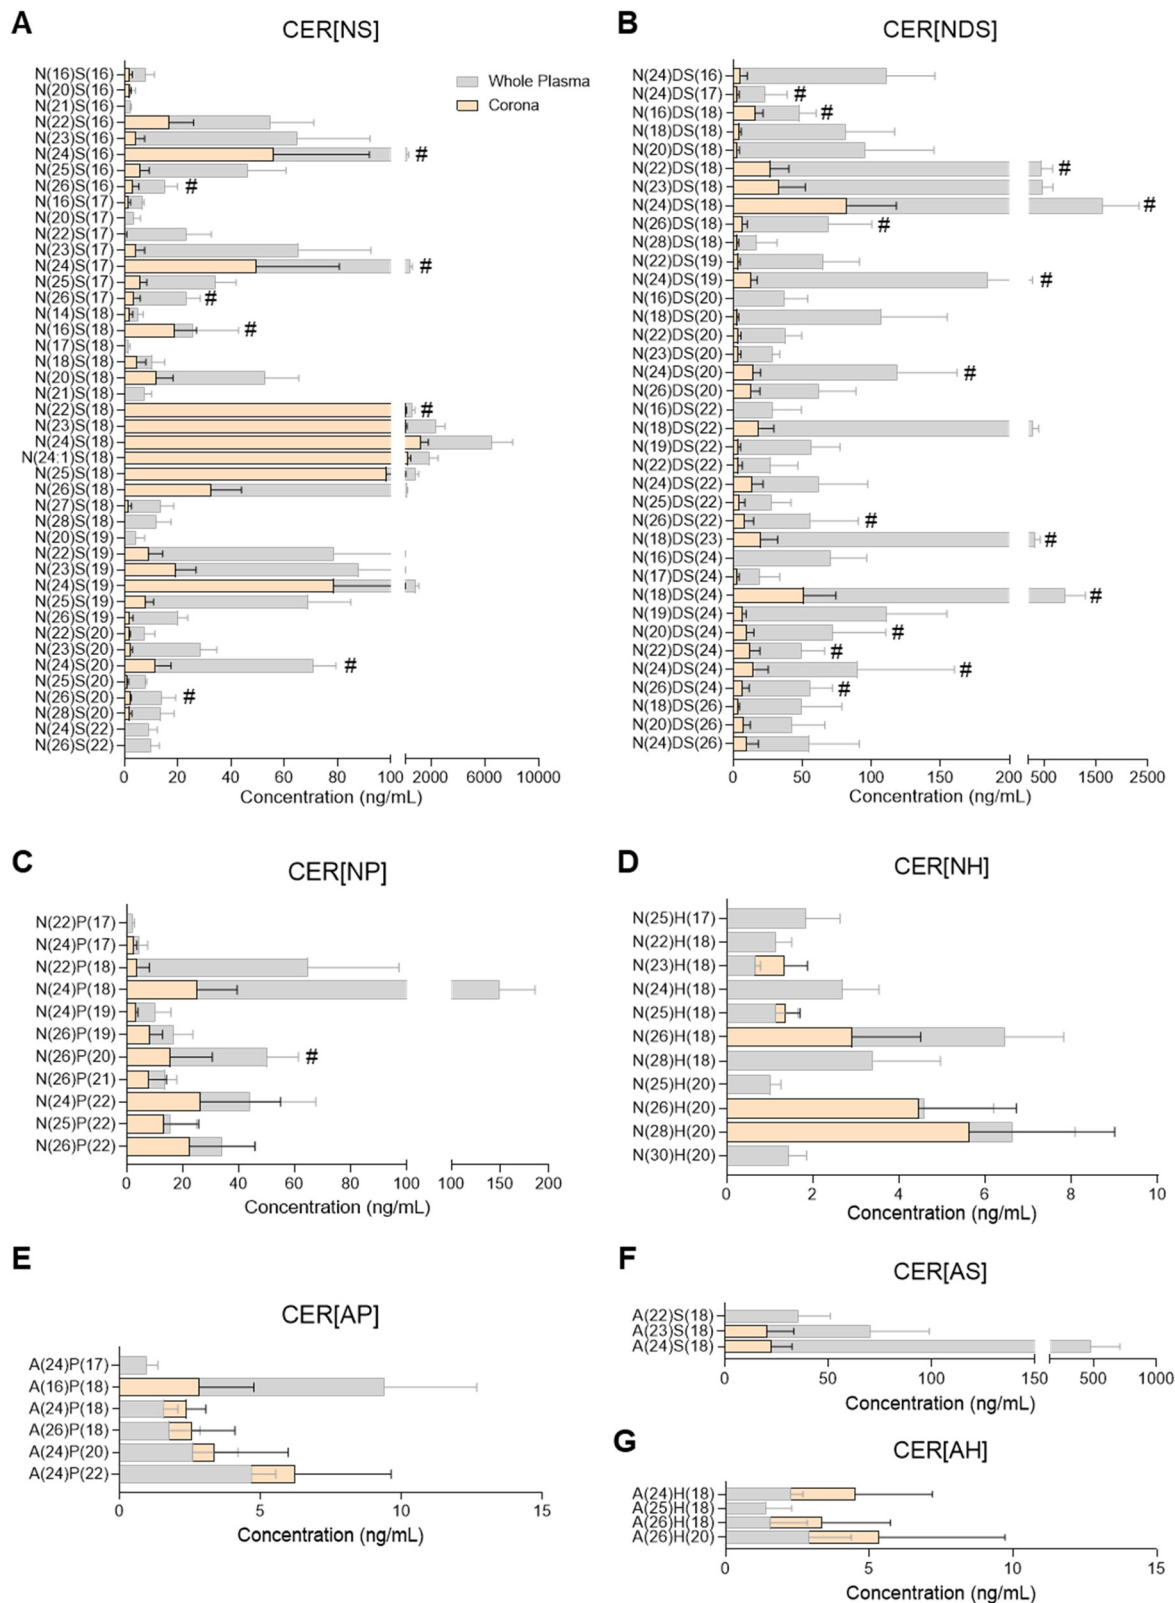 A
CER[NS]
Whole Plasma
Corona
N(16)S(16)
N(20)S(16)
N(21)S(16)
N(22)S(16)
N(23)S(16)
N(24)S(16) #
N(25)S(16)
N(26)S(16) #
N(16)S(17)
N(20)S(17)
N(22)S(17)
N(23)S(17)
N(24)S(17) #
N(25)S(17)
N(26)S(17) #
N(14)S(18)
N(16)S(18) #
N(17)S(18)
N(18)S(18)
N(20)S(18)
N(21)S(18)
N(22)S(18) #
N(23)S(18)
N(24)S(18)
N(24:1)S(18)
N(25)S(18)
N(26)S(18)
N(27)S(18)
N(28)S(18)
N(20)S(19)
N(22)S(19)
N(23)S(19)
N(24)S(19)
N(25)S(19)
N(26)S(19)
N(22)S(20)
N(23)S(20)
N(24)S(20) #
N(25)S(20)
N(26)S(20) #
N(28)S(20)
N(24)S(22)
N(26)S(22)
0 20 40 60 80 100 2000 6000 10000
Concentration (ng/mL)
B
CER[NDS]
N(24)DS(16)
N(24)DS(17) #
N(16)DS(18) #
N(18)DS(18)
N(20)DS(18)
N(22)DS(18) #
N(23)DS(18)
N(24)DS(18) #
N(26)DS(18) #
N(28)DS(18)
N(22)DS(19)
N(24)DS(19) #
N(16)DS(20)
N(18)DS(20)
N(22)DS(20)
N(23)DS(20)
N(24)DS(20) #
N(26)DS(20)
N(16)DS(22)
N(18)DS(22)
N(19)DS(22)
N(22)DS(22)
N(24)DS(22)
N(25)DS(22)
N(26)DS(22) #
N(18)DS(23) #
N(16)DS(24)
N(17)DS(24)
N(18)DS(24) #
N(19)DS(24)
N(20)DS(24) #
N(22)DS(24) #
N(24)DS(24) #
N(26)DS(24) #
N(18)DS(26)
N(20)DS(26)
N(24)DS(26)
0 50 100 150 200 500 1500 2500
Concentration (ng/mL)
C
CER[NP]
N(22)P(17)
N(24)P(17)
N(22)P(18)
N(24)P(18)
N(24)P(19)
N(26)P(19)
N(26)P(20) #
N(26)P(21)
N(24)P(22)
N(25)P(22)
N(26)P(22)
0 20 40 60 80 100 100 150 200
Concentration (ng/mL)
D
CER[NH]
N(25)H(17)
N(22)H(18)
N(23)H(18)
N(24)H(18)
N(25)H(18)
N(26)H(18)
N(28)H(18)
N(25)H(20)
N(26)H(20)
N(28)H(20)
N(30)H(20)
0 2 4 6 8 10
Concentration (ng/mL)
E
CER[AP]
A(24)P(17)
A(16)P(18)
A(24)P(18)
A(26)P(18)
A(24)P(20)
A(24)P(22)
0 5 10 15
Concentration (ng/mL)
F
CER[AS]
A(22)S(18)
A(23)S(18)
A(24)S(18)
0 50 100 150 500 1000
Concentration (ng/mL)
G
CER[AH]
A(24)H(18)
A(25)H(18)
A(26)H(18)
A(26)H(20)
0 5 10 15
Concentration (ng/mL)